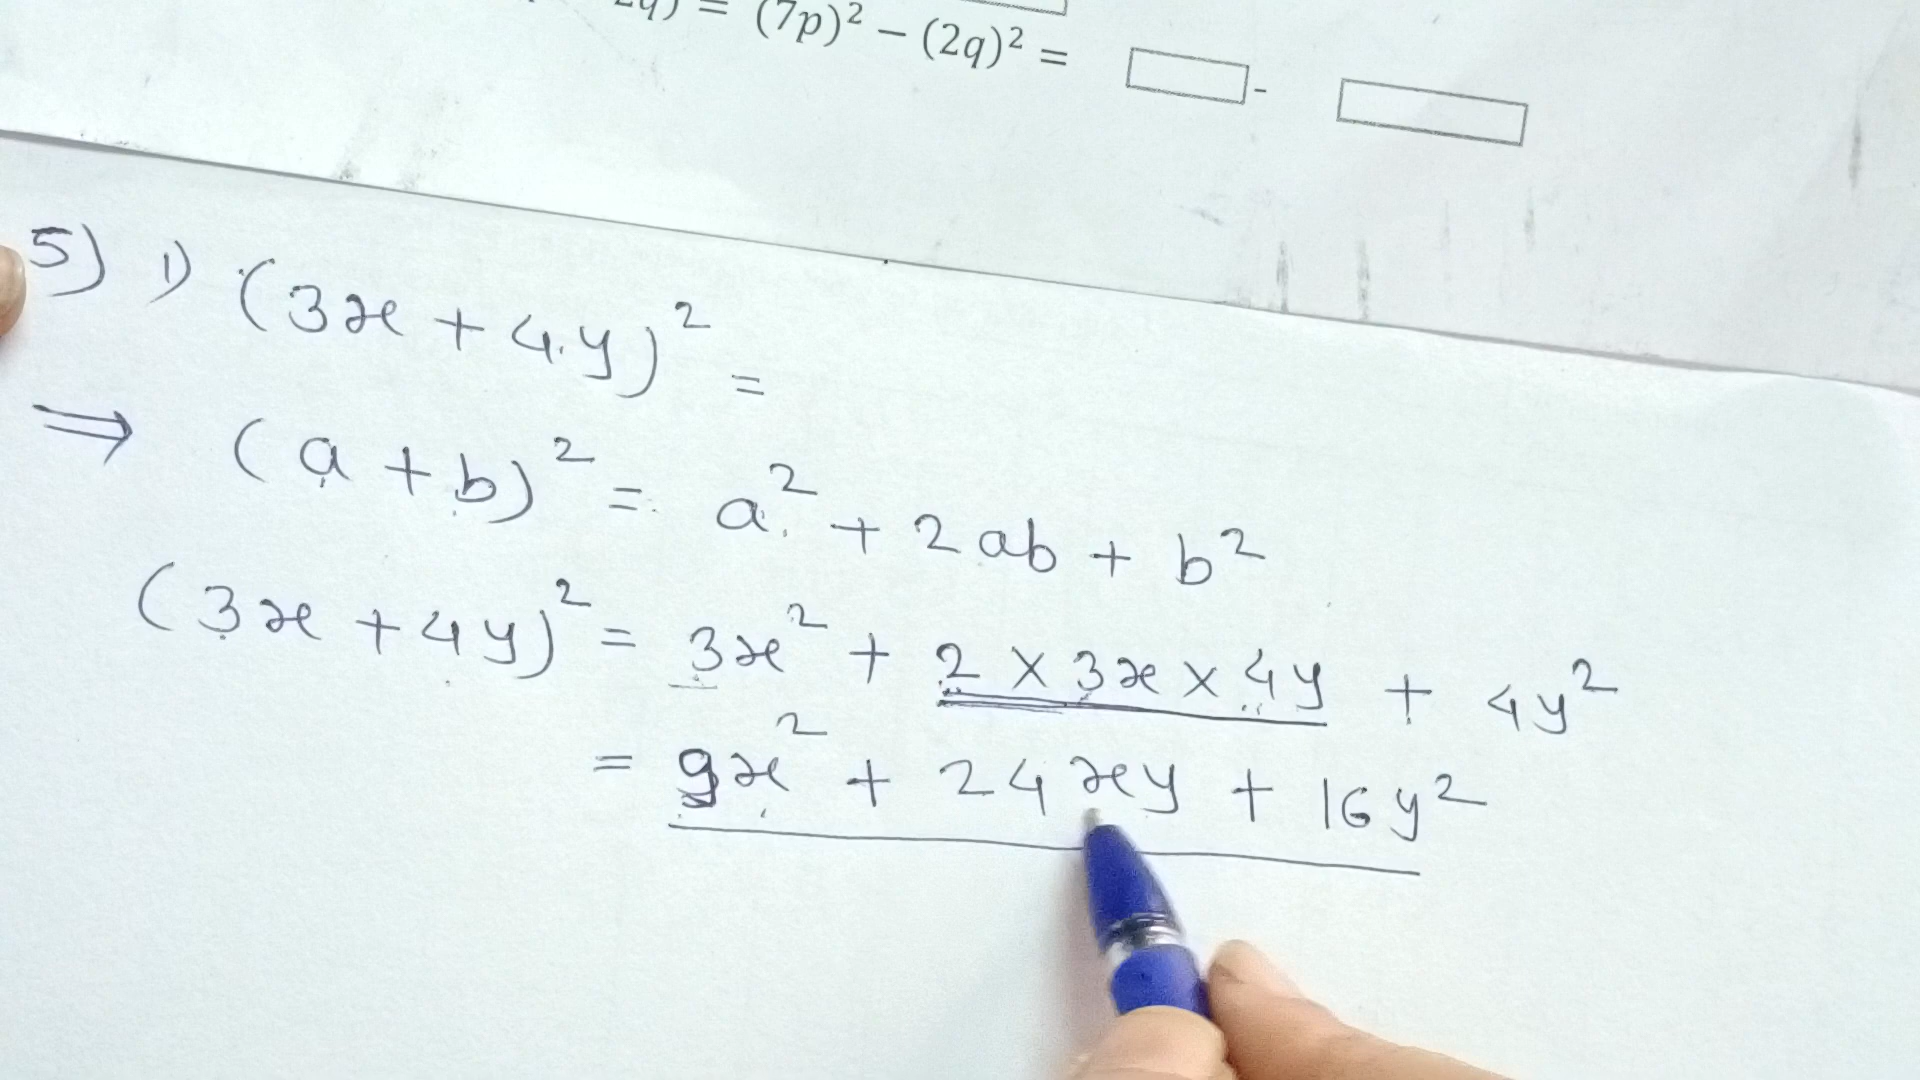 2q) = (7p)² − (2q)² = -
5) 1) (3x + 4y)² =
⇒ (a + b)² = a² + 2ab + b²
(3x + 4y)² = 3x² + 2 × 3x × 4y + 4y²
= 9x² + 24xy + 16y²